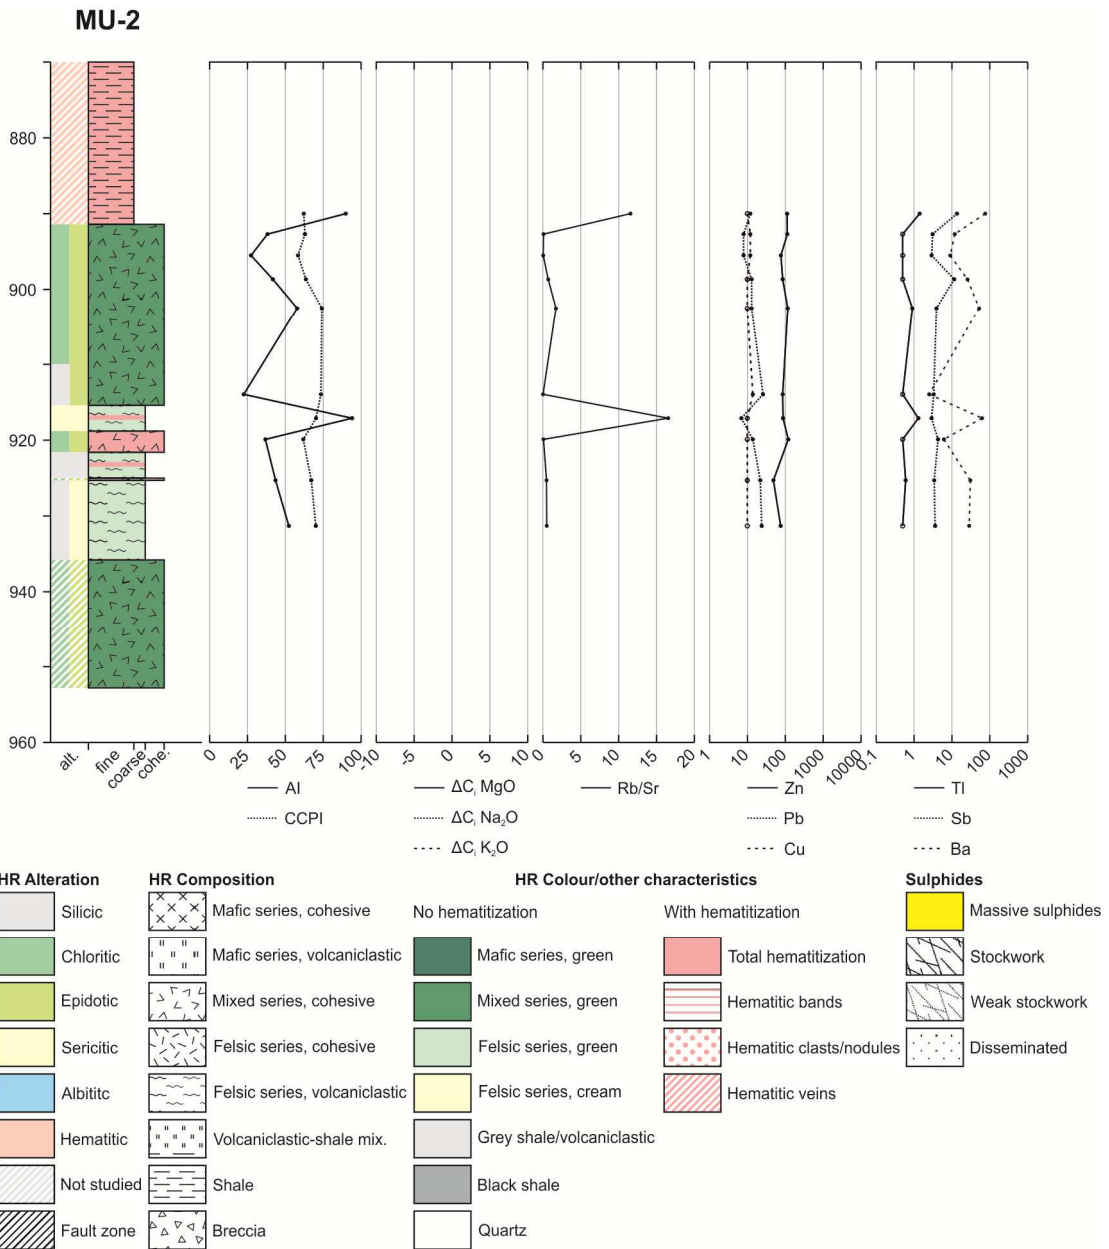 MU-2
880
900
920
940
960
alt. fine coarse cohe.
0 25 50 75 100
-10 -5 0 5 10
0 5 10 15 20
1 10 100 1000 10000
0.1 1 10 100 1000
AI
CCPI
ΔCi MgO
ΔCi Na2O
ΔCi K2O
Rb/Sr
Zn
Pb
Cu
Tl
Sb
Ba
HR Alteration
Silicic
Chloritic
Epidotic
Sericitic
Albititc
Hematitic
Not studied
Fault zone
HR Composition
Mafic series, cohesive
Mafic series, volcaniclastic
Mixed series, cohesive
Felsic series, cohesive
Felsic series, volcaniclastic
Volcaniclastic-shale mix.
Shale
Breccia
HR Colour/other characteristics
No hematitization
Mafic series, green
Mixed series, green
Felsic series, green
Felsic series, cream
Grey shale/volcaniclastic
Black shale
Quartz
With hematitization
Total hematitization
Hematitic bands
Hematitic clasts/nodules
Hematitic veins
Sulphides
Massive sulphides
Stockwork
Weak stockwork
Disseminated